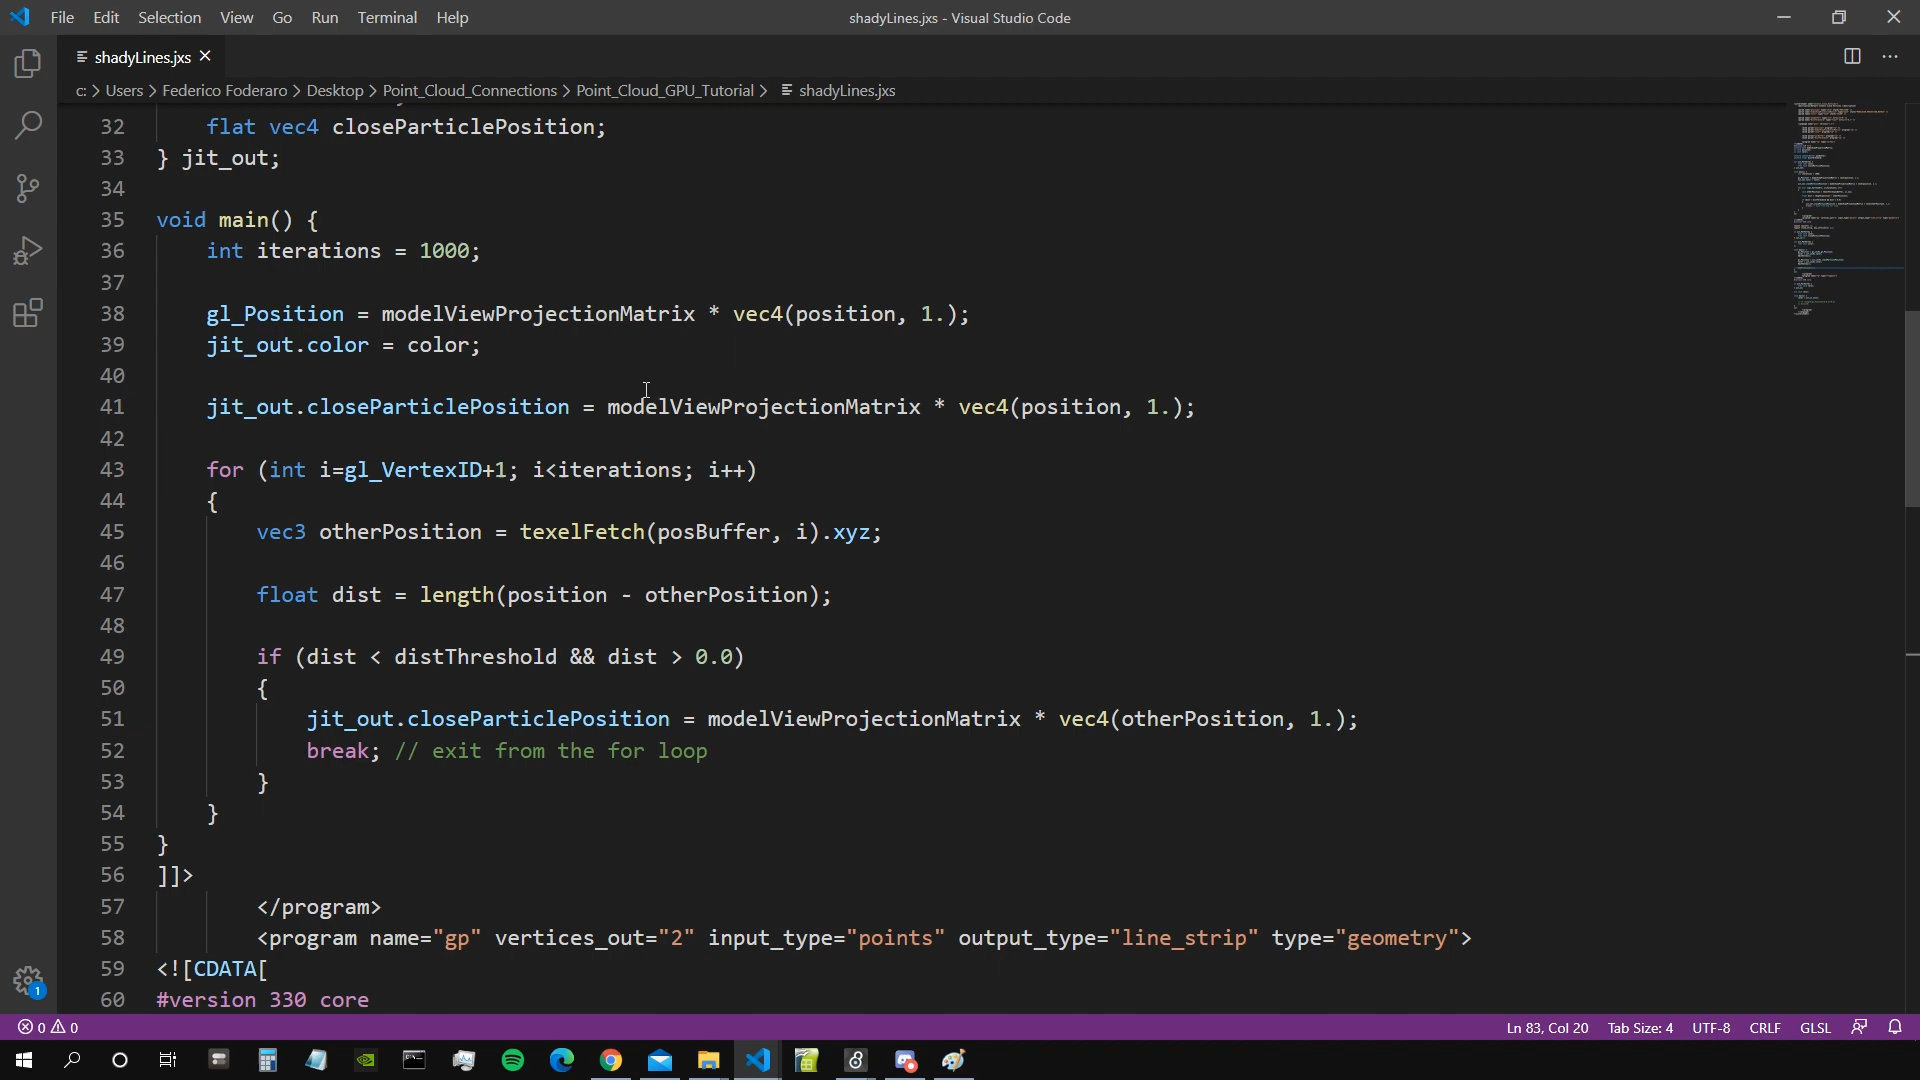 File Edit Selection View Go Run Terminal Help
shadyLines.jxs - Visual Studio Code
shadyLines.jxs
c: > Users > Federico Foderaro > Desktop > Point_Cloud_Connections > Point_Cloud_GPU_Tutorial > shadyLines.jxs
32 flat vec4 closeParticlePosition;
33 } jit_out;
34
35 void main() {
36 int iterations = 1000;
37
38 gl_Position = modelViewProjectionMatrix * vec4(position, 1.);
39 jit_out.color = color;
40
41 jit_out.closeParticlePosition = modelViewProjectionMatrix * vec4(position, 1.);
42
43 for (int i=gl_VertexID+1; i<iterations; i++)
44 {
45 vec3 otherPosition = texelFetch(posBuffer, i).xyz;
46
47 float dist = length(position - otherPosition);
48
49 if (dist < distThreshold && dist > 0.0)
50 {
51 jit_out.closeParticlePosition = modelViewProjectionMatrix * vec4(otherPosition, 1.);
52 break; // exit from the for loop
53 }
54 }
55 }
56 ]]>
57 </program>
58 <program name="gp" vertices_out="2" input_type="points" output_type="line_strip" type="geometry">
59 <![CDATA[
60 #version 330 core
1
0 0
Ln 83, Col 20 Tab Size: 4 UTF-8 CRLF GLSL